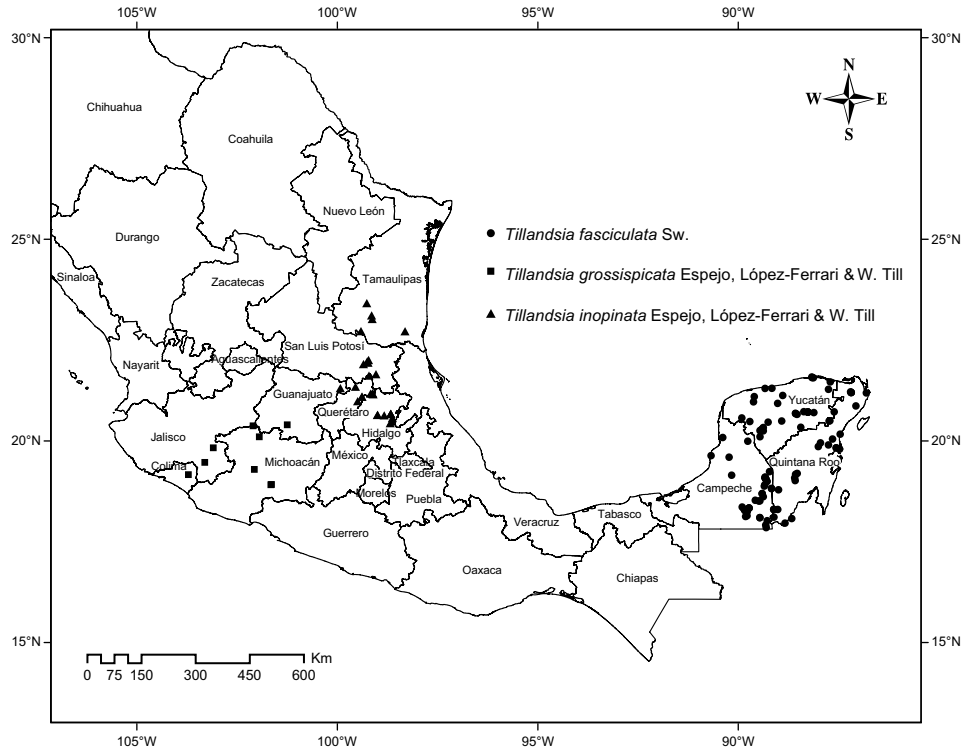 105°W 100°W 95°W 90°W
30°N 30°N
N
W E
S
Chihuahua
Coahuila
Nuevo León
Tillandsia fasciculata Sw.
Durango
25°N 25°N
Tillandsia grossispicata Espejo, López-Ferrari & W. Till
Sinaloa
Zacatecas
Tamaulipas
Tillandsia inopinata Espejo, López-Ferrari & W. Till
San Luis Potosí
Nayarit
Aguascalientes
Guanajuato
Yucatán
Querétaro
Jalisco
Hidalgo
20°N 20°N
México
Colima
Michoacán
Tlaxcala
Quintana Roo
Distrito Federal
Campeche
Morelos
Puebla
Veracruz
Tabasco
Guerrero
Oaxaca
Chiapas
15°N 15°N
Km
0 75 150 300 450 600
105°W 100°W 95°W 90°W